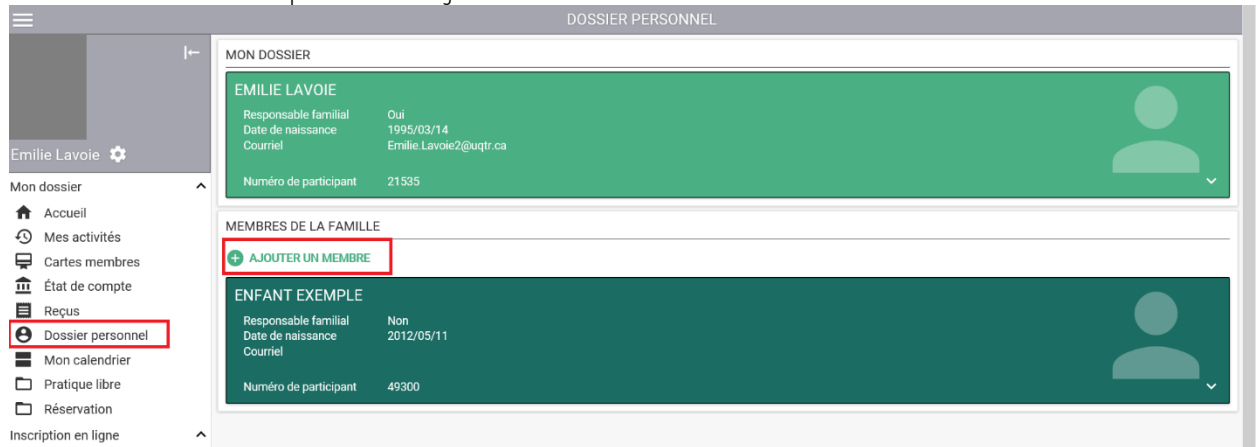 DOSSIER PERSONNEL
Emilie Lavoie
Mon dossier
Accueil
Mes activités
Cartes membres
État de compte
Reçus
Dossier personnel
Mon calendrier
Pratique libre
Réservation
Inscription en ligne
MON DOSSIER
EMILIE LAVOIE
Responsable familial Oui
Date de naissance 1995/03/14
Courriel Emilie.Lavoie2@uqtr.ca
Numéro de participant 21535
MEMBRES DE LA FAMILLE
AJOUTER UN MEMBRE
ENFANT EXEMPLE
Responsable familial Non
Date de naissance 2012/05/11
Courriel
Numéro de participant 49300